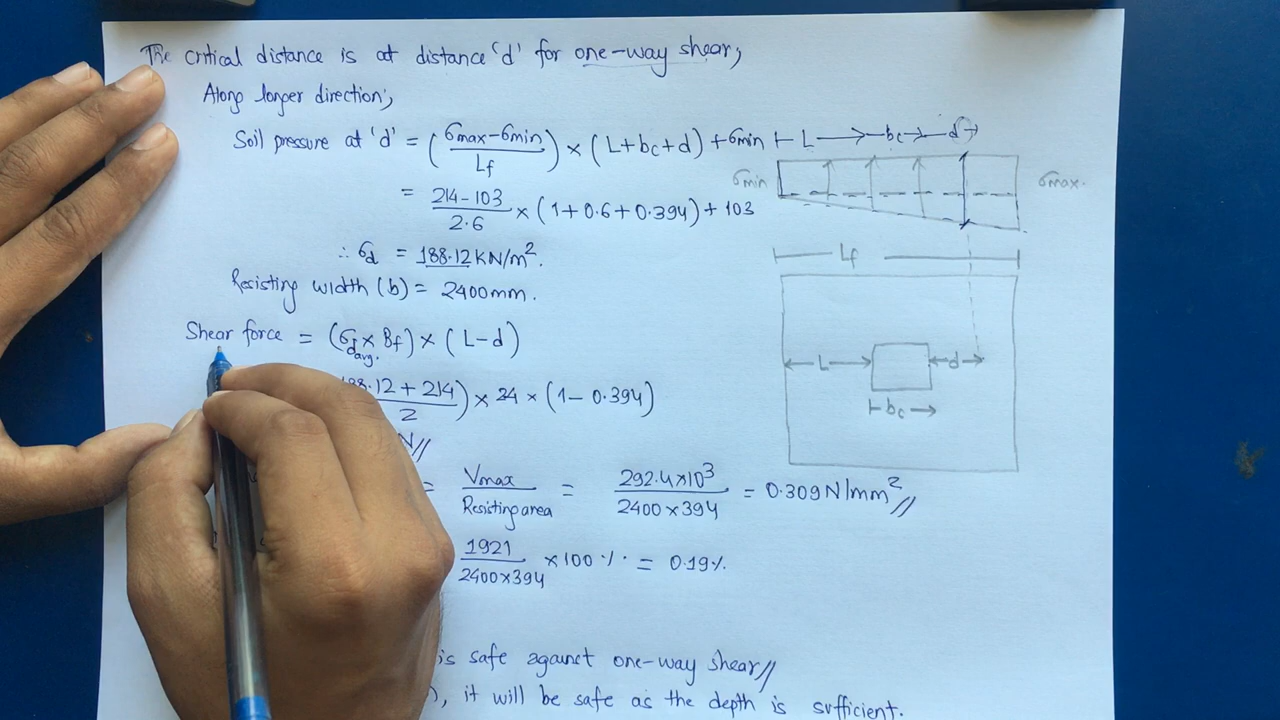 The critical distance is at distance 'd' for one-way shear,
Along longer direction,
Soil pressure at 'd' = (σmax-σmin / Lf) × (L+bc+d) + σmin
= 214-103 / 2.6 × (1+0.6+0.394) + 103
∴ σd = 188.12 KN/m².
Resisting width (b) = 2400mm.
Shear force = (σdavg. × Bf) × (L-d)
8.12 + 214 / 2) × 24 × (1-0.394)
N//
= Vmax / Resisting area = 292.4×10³ / 2400×394 = 0.309 N/mm²//
1921 / 2400×394 × 100 % = 0.19%
is safe against one-way shear//
), it will be safe as the depth is sufficient.
L bc d
σmin σmax.
Lf
L d
bc